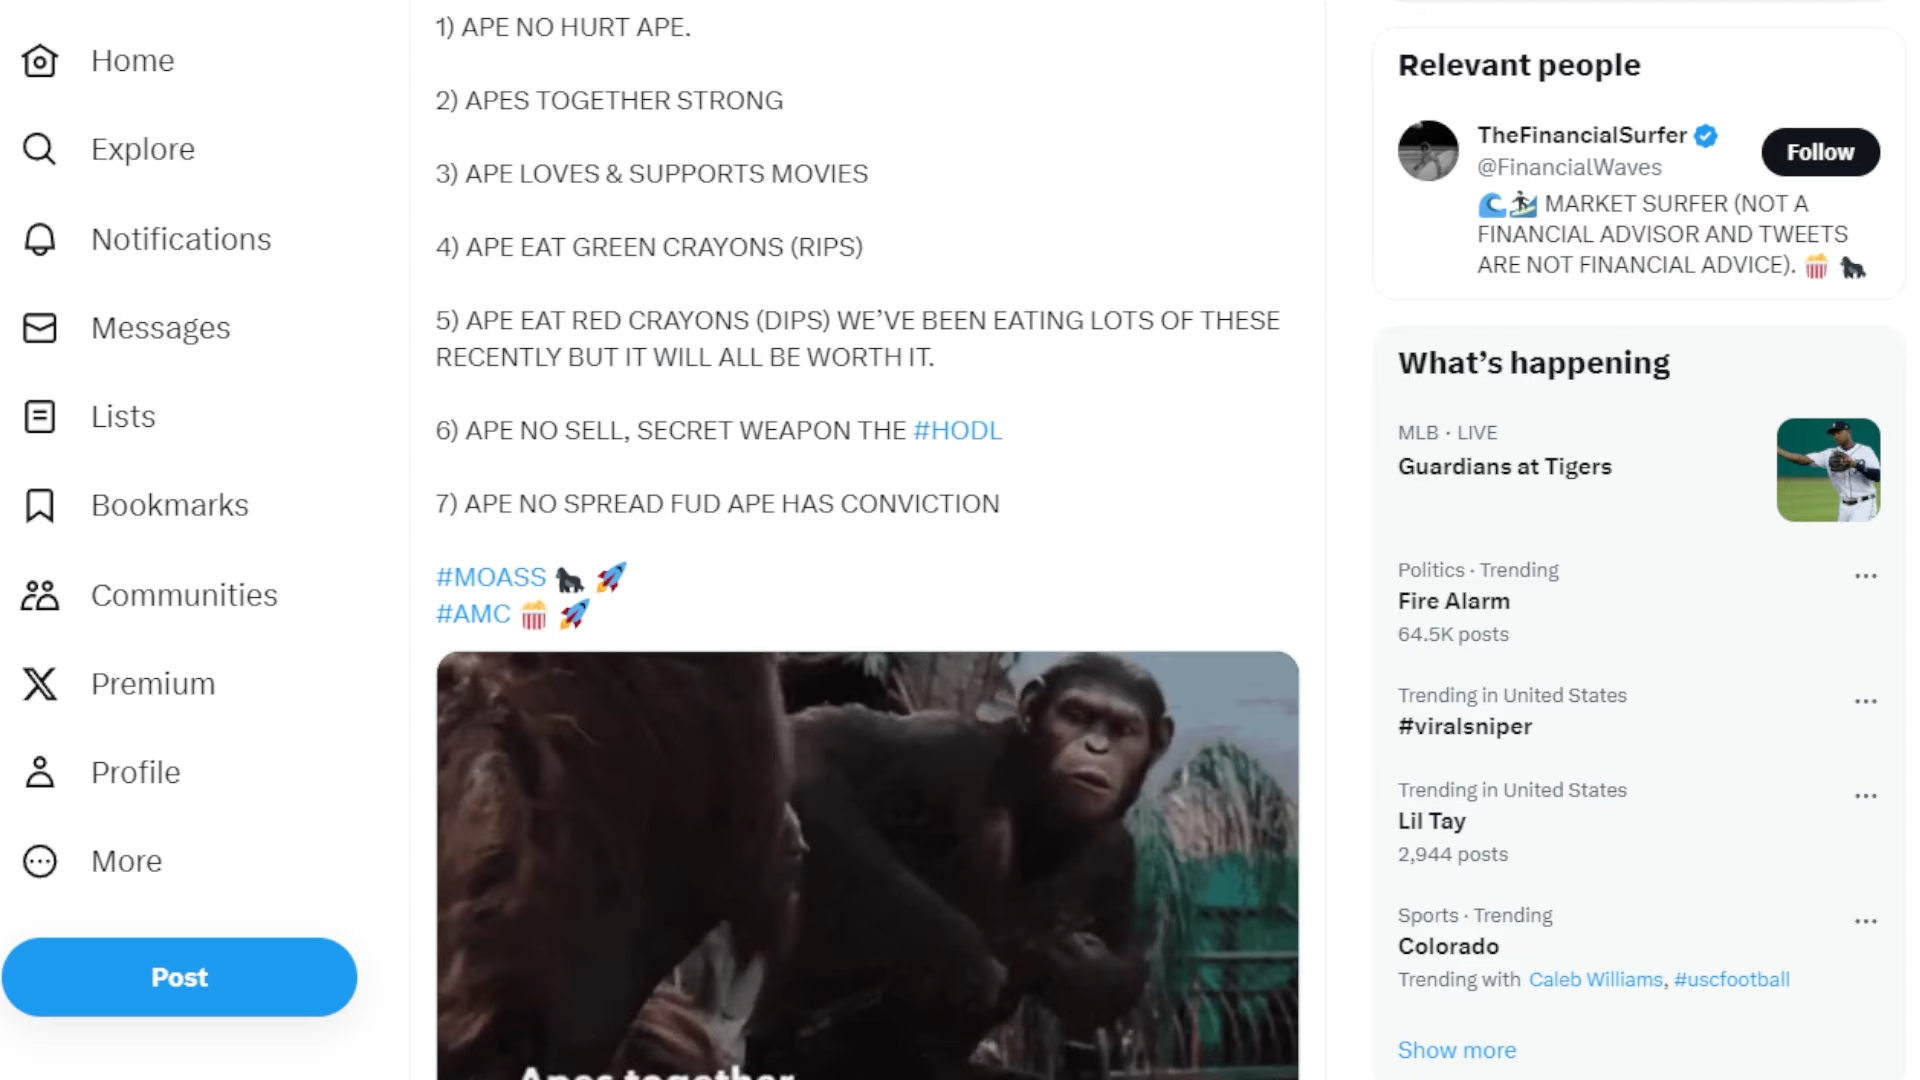 Home
Explore
Notifications
Messages
Lists
Bookmarks
Communities
Premium
Profile
More
Post
1) APE NO HURT APE.
2) APES TOGETHER STRONG
3) APE LOVES & SUPPORTS MOVIES
4) APE EAT GREEN CRAYONS (RIPS)
5) APE EAT RED CRAYONS (DIPS) WE’VE BEEN EATING LOTS OF THESE
RECENTLY BUT IT WILL ALL BE WORTH IT.
6) APE NO SELL, SECRET WEAPON THE #HODL
7) APE NO SPREAD FUD APE HAS CONVICTION
#MOASS 🦍 🚀
#AMC 🍿 🚀
Apes together
Relevant people
TheFinancialSurfer
@FinancialWaves
Follow
🌊🏄 MARKET SURFER (NOT A
FINANCIAL ADVISOR AND TWEETS
ARE NOT FINANCIAL ADVICE). 🍿 🦍
What’s happening
MLB · LIVE
Guardians at Tigers
Politics · Trending
Fire Alarm
64.5K posts
Trending in United States
#viralsniper
Trending in United States
Lil Tay
2,944 posts
Sports · Trending
Colorado
Trending with Caleb Williams, #uscfootball
Show more